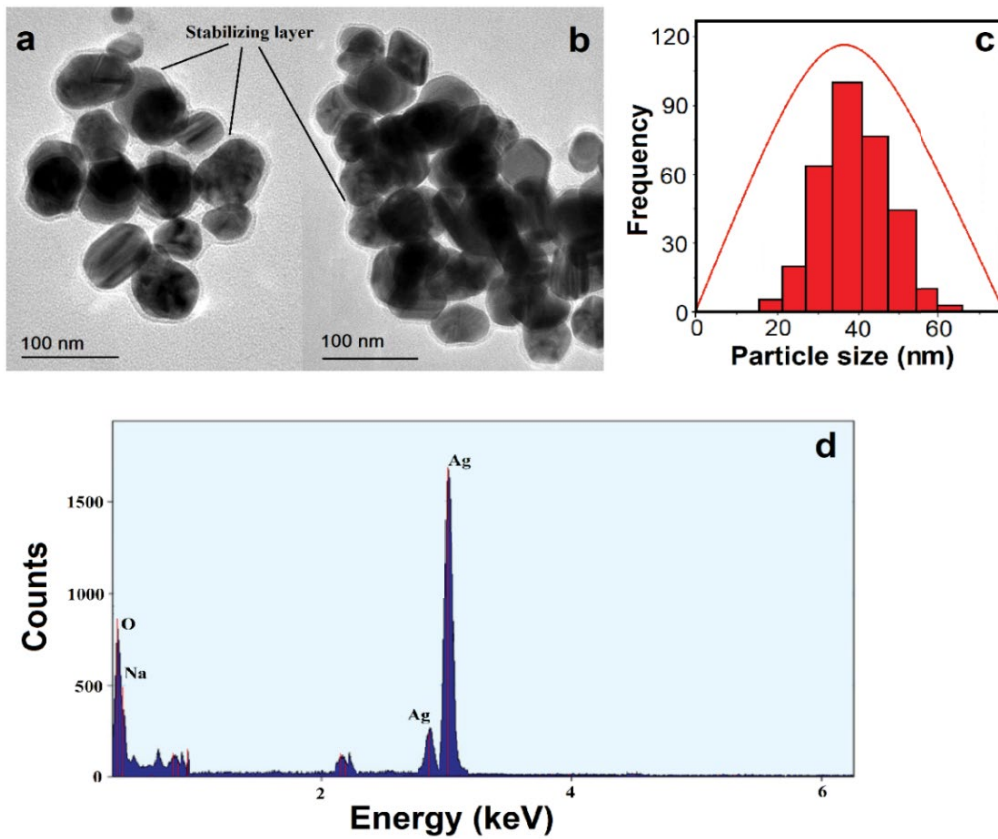 a
Stabilizing layer
b
100 nm
100 nm
c
120
90
60
30
0
Frequency
0 20 40 60
Particle size (nm)
d
Ag
1500
1000
O
Na
500
Ag
0
Counts
2 4 6
Energy (keV)